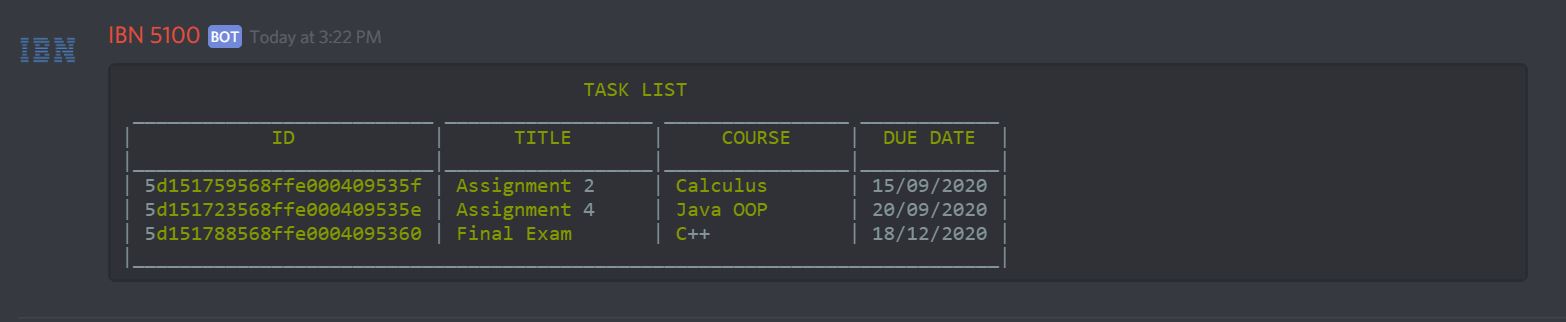 IBN
IBN 5100 BOT Today at 3:22 PM
TASK LIST
ID TITLE COURSE DUE DATE
5d151759568ffe000409535f Assignment 2 Calculus 15/09/2020
5d151723568ffe000409535e Assignment 4 Java OOP 20/09/2020
5d151788568ffe0004095360 Final Exam C++ 18/12/2020